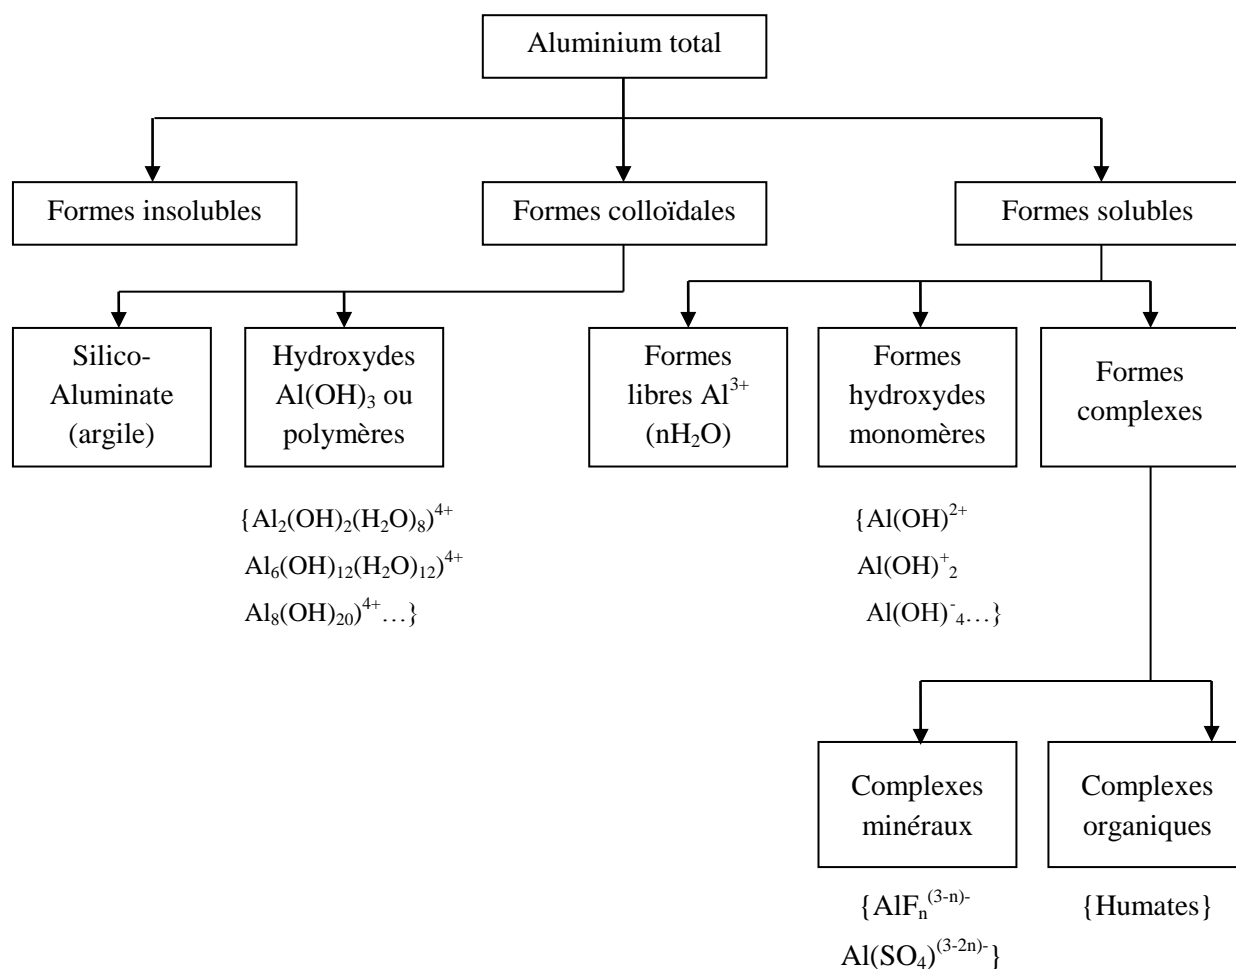 Aluminium total
Formes insolubles
Formes colloïdales
Formes solubles
Silico-
Aluminate
(argile)
Hydroxydes
Al(OH)₃ ou
polymères
Formes
libres Al³⁺
(nH₂O)
Formes
hydroxydes
monomères
Formes
complexes
{Al₂(OH)₂(H₂O)₈)⁴⁺
Al₆(OH)₁₂(H₂O)₁₂)⁴⁺
Al₈(OH)₂₀)⁴⁺…}
{Al(OH)²⁺
Al(OH)⁺₂
Al(OH)⁻₄…}
Complexes
minéraux
Complexes
organiques
{AlFₙ⁽³⁻ⁿ⁾⁻
Al(SO₄)⁽³⁻²ⁿ⁾⁻}
{Humates}